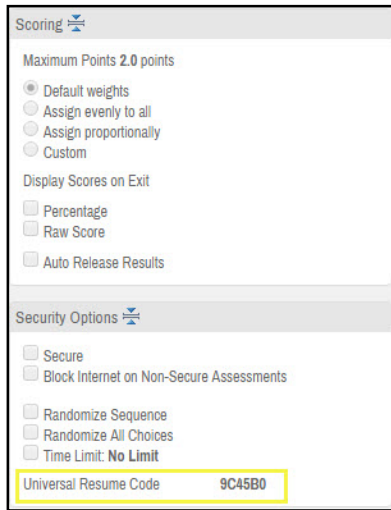 Scoring
Maximum Points 2.0 points
Default weights
Assign evenly to all
Assign proportionally
Custom
Display Scores on Exit
Percentage
Raw Score
Auto Release Results
Security Options
Secure
Block Internet on Non-Secure Assessments
Randomize Sequence
Randomize All Choices
Time Limit: No Limit
Universal Resume Code 9C45B0